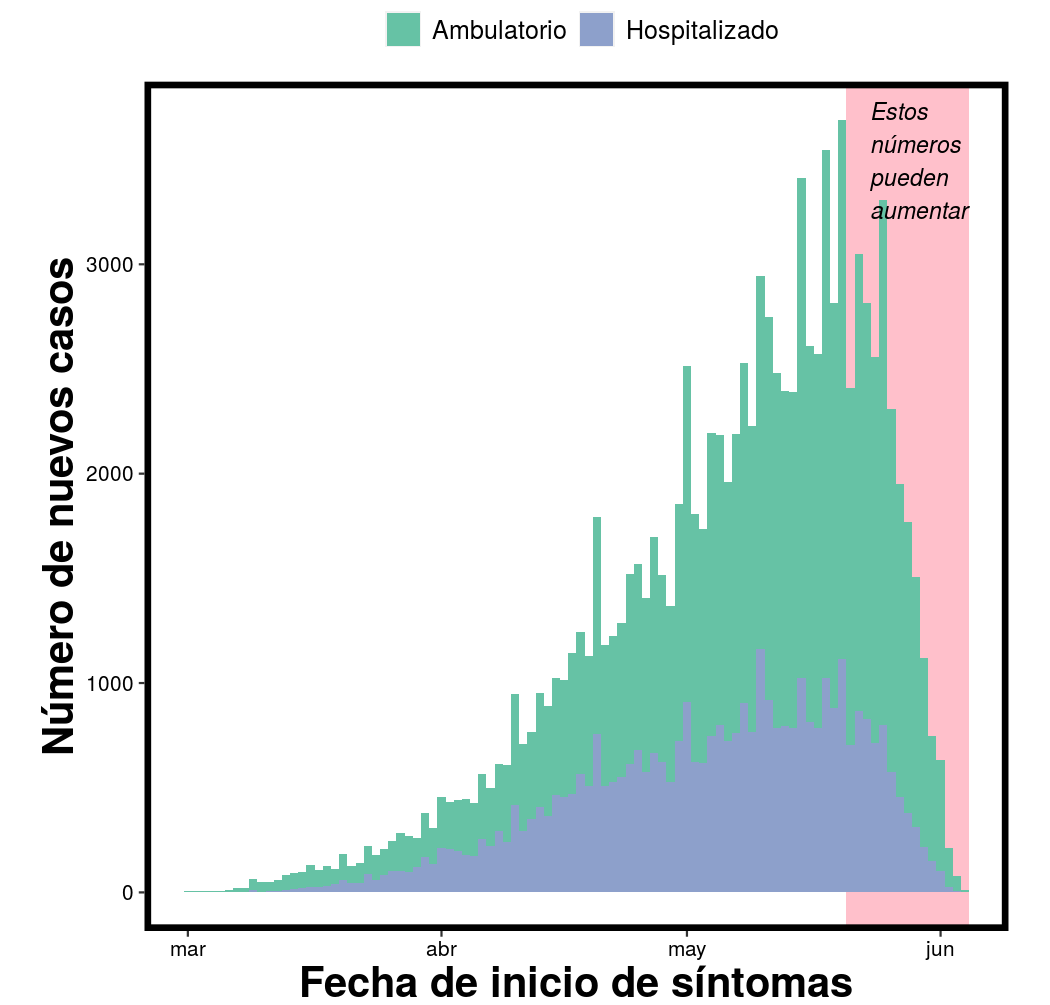 Ambulatorio Hospitalizado
Estos
números
pueden
aumentar
3000
2000
1000
0
Número de nuevos casos
mar abr may jun
Fecha de inicio de síntomas